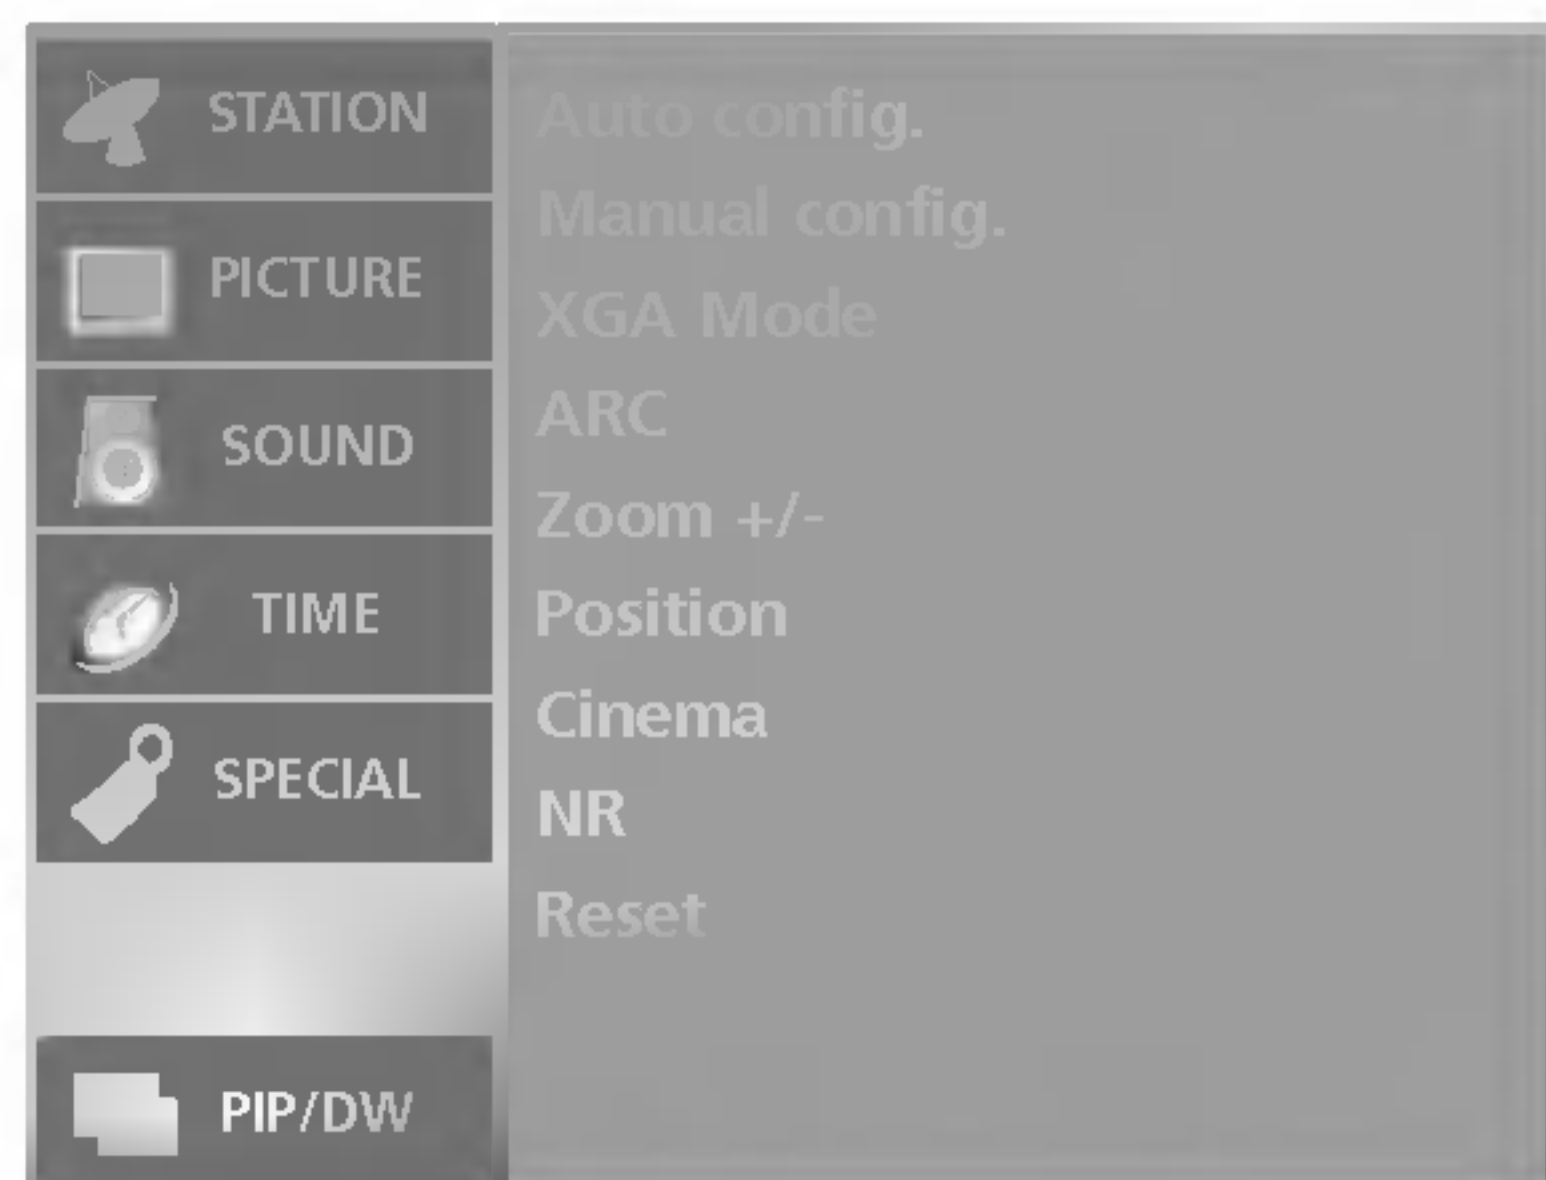 STATION
PICTURE
SOUND
TIME
SPECIAL
PIP/DW
Auto config.
Manual config.
XGA Mode
ARC
Zoom +/-
Position
Cinema
NR
Reset